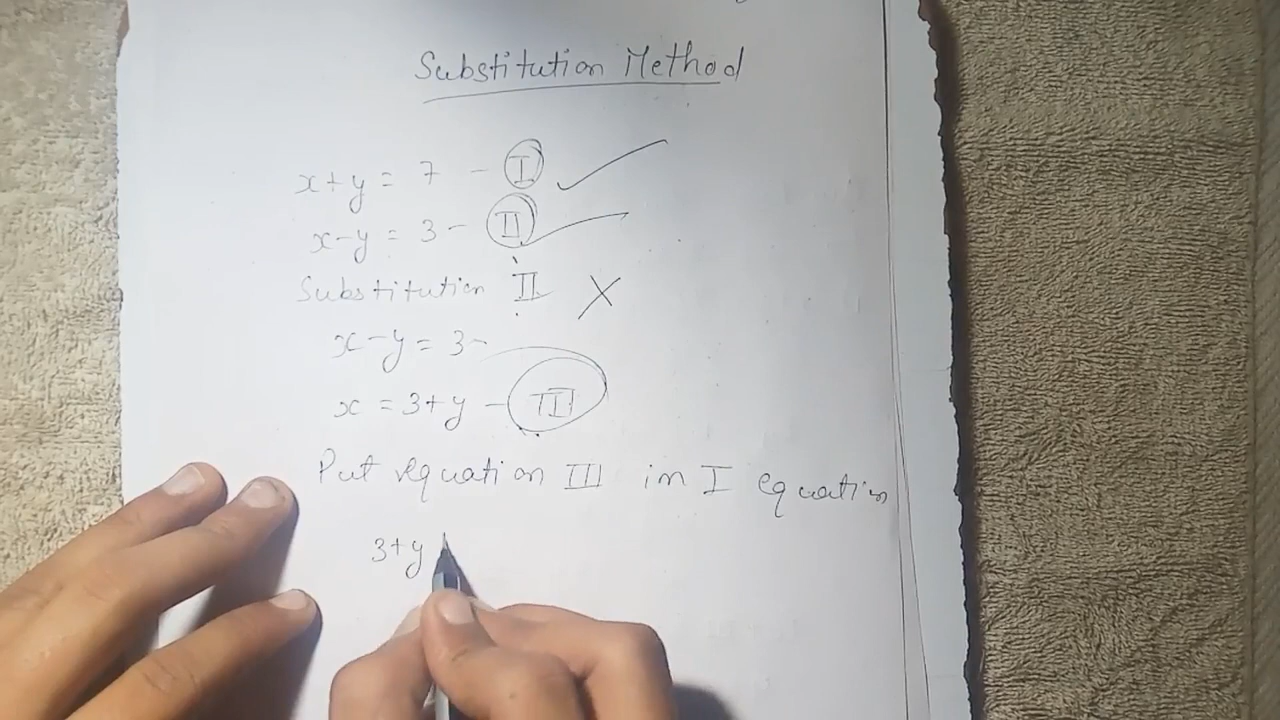 Substitution Method
x+y = 7 - I
x-y = 3 - II
Substitution II X
x-y = 3-
x = 3+y - III
Put equation III in I equation
3+y